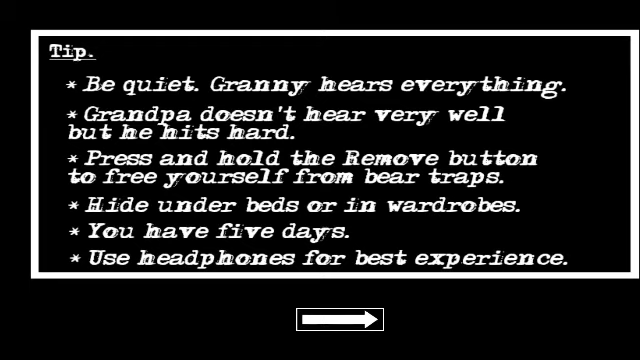 Tip.
* Be quiet. Granny hears everything.
* Grandpa doesn't hear very well
but he hits hard.
* Press and hold the Remove button
to free yourself from bear traps.
* Hide under beds or in wardrobes.
* You have five days.
* Use headphones for best experience.